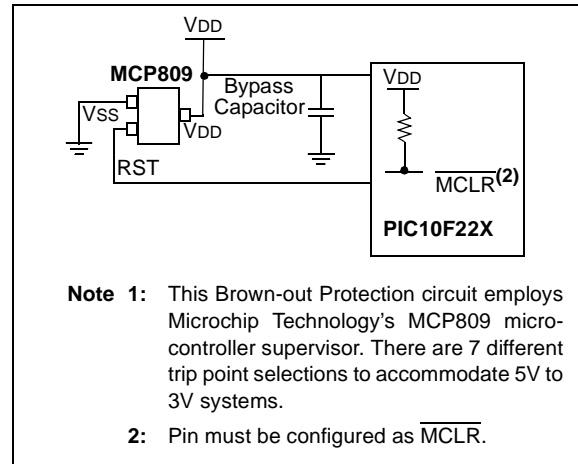 VDD
MCP809
Bypass
Capacitor
VDD
VSS
VDD
RST
MCLR(2)
PIC10F22X
Note 1: This Brown-out Protection circuit employs
Microchip Technology's MCP809 micro-
controller supervisor. There are 7 different
trip point selections to accommodate 5V to
3V systems.
2: Pin must be configured as MCLR.